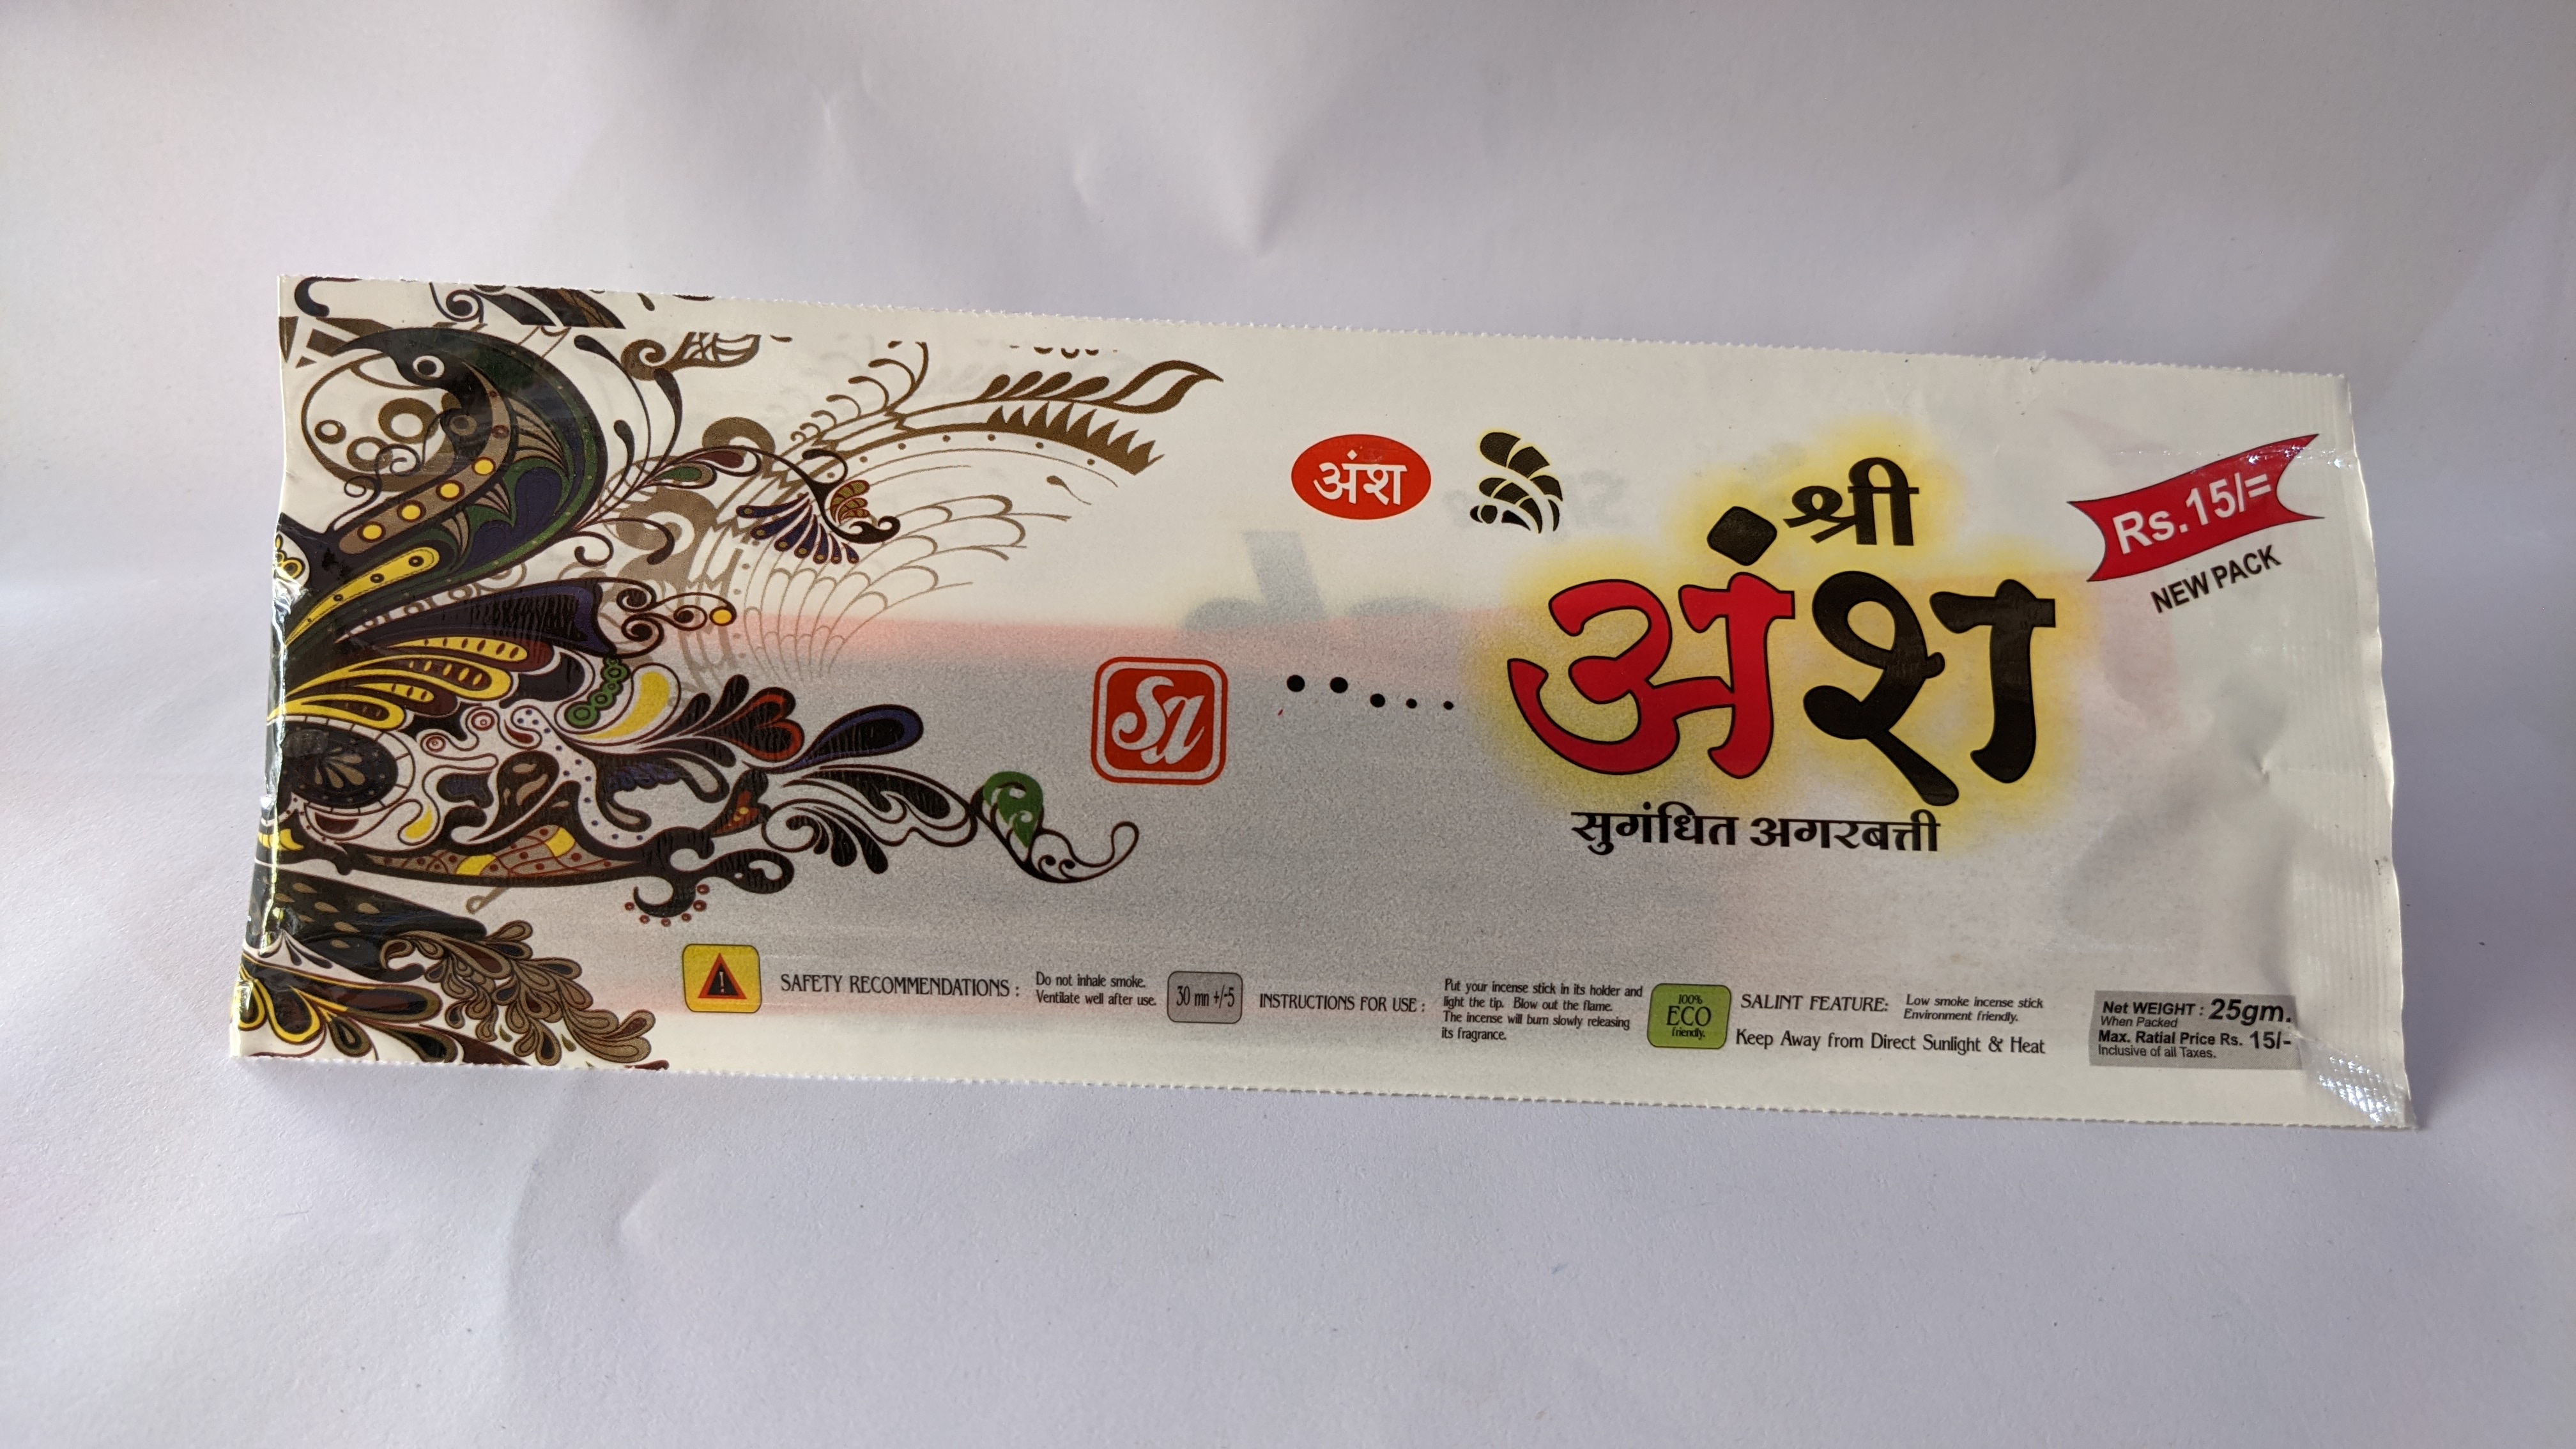 अंश
श्री
Rs.15/=
NEW PACK
Sa
अंश
सुगंधित अगरबत्ती
SAFETY RECOMMENDATIONS :
Do not inhale smoke.
Ventilate well after use.
30 mn +/-5
INSTRUCTIONS FOR USE :
Put your incense stick in its holder and
light the tip. Blow out the flame.
The incense will burn slowly releasing
its fragrance.
100%
ECO
friendly.
SALINT FEATURE:
Low smoke incense stick
Environment friendly.
Keep Away from Direct Sunlight & Heat
Net WEIGHT : 25gm.
When Packed
Max. Ratial Price Rs. 15/-
Inclusive of all Taxes.